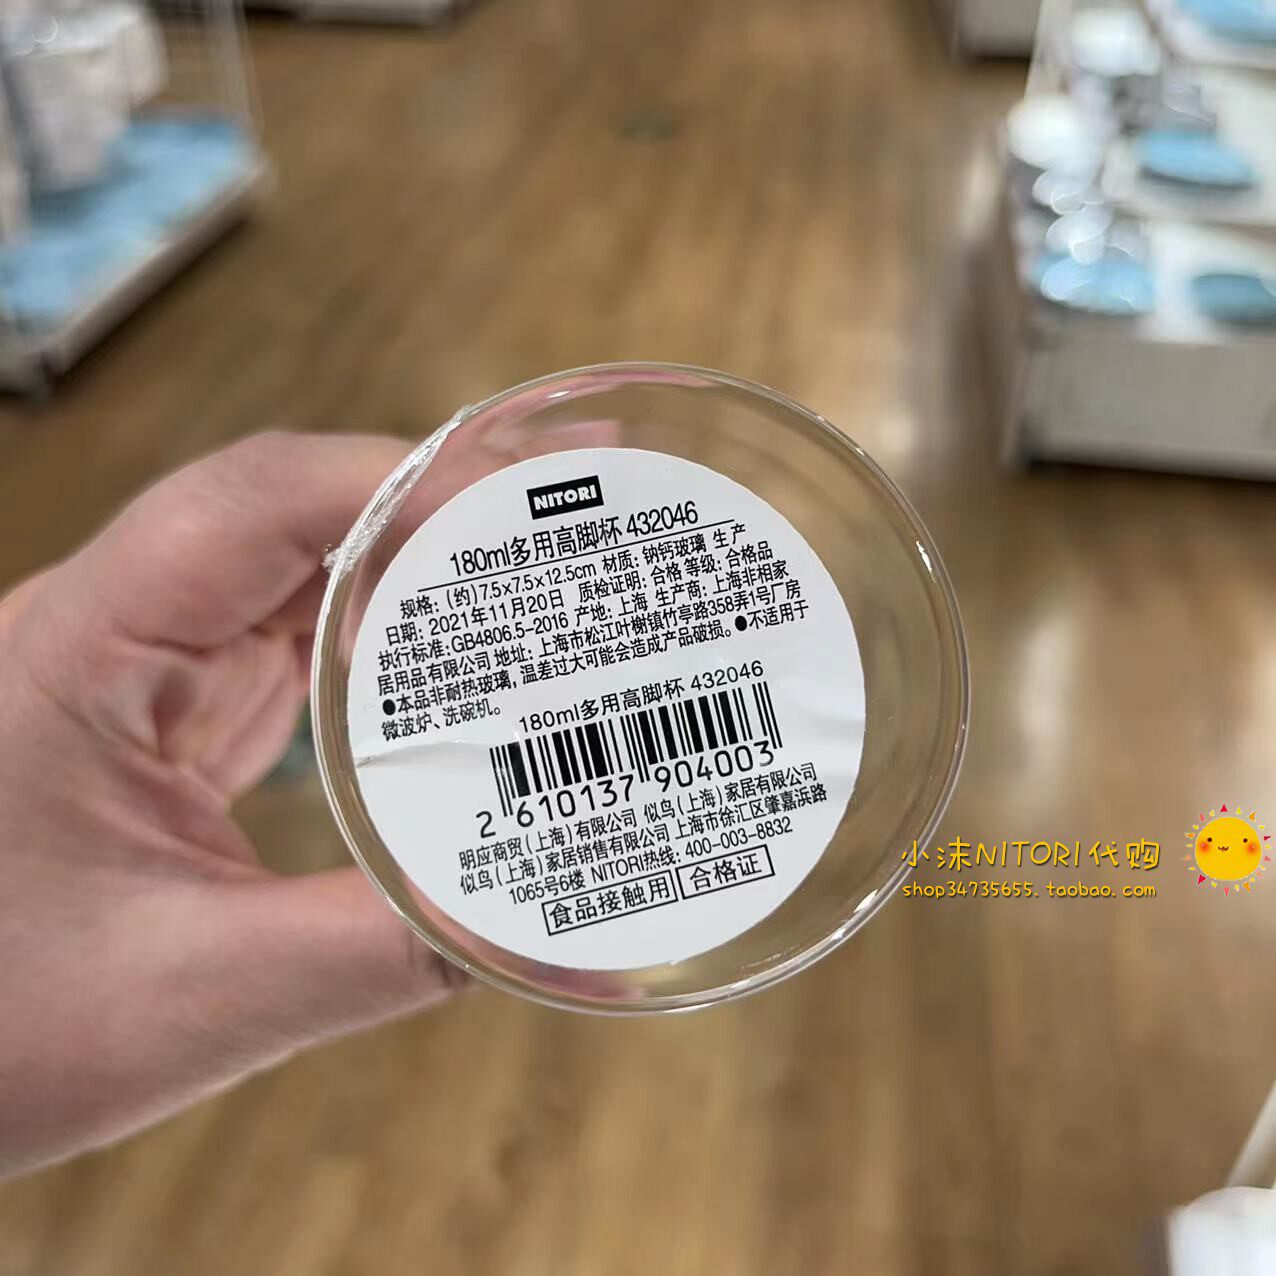 NITORI
180ml多用高脚杯 432046
规格：(约)7.5×7.5×12.5cm 材质：钠钙玻璃 生产
日期：2021年11月20日 质检证明：合格 等级：合格品
执行标准：GB4806.5-2016 产地：上海 生产商：上海非相家
居用品有限公司 地址：上海市松江叶榭镇竹亭路358弄1号厂房
●本品非耐热玻璃，温差过大可能会造成产品破损。●不适用于
微波炉、洗碗机。
180ml多用高脚杯 432046
2 610137 904003
明应商贸(上海)有限公司 似鸟(上海)家居有限公司
似鸟(上海)家居销售有限公司 上海市徐汇区肇嘉浜路
1065号6楼 NITORI热线：400-003-8832
食品接触用 合格证
小沫NITORI代购
shop34735655.taobao.com